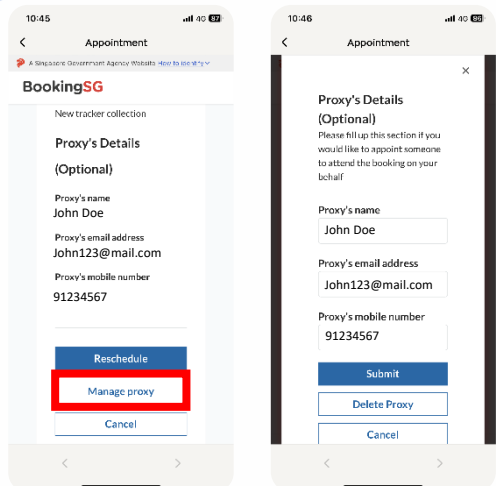 10:45
4G 87
Appointment
A Singapore Government Agency Website How to identify
BookingSG
New tracker collection
Proxy's Details
(Optional)
Proxy's name
John Doe
Proxy's email address
John123@mail.com
Proxy's mobile number
91234567
Reschedule
Manage proxy
Cancel
10:46
4G 86
Appointment
Proxy's Details
(Optional)
Please fill up this section if you
would like to appoint someone
to attend the booking on your
behalf
Proxy's name
John Doe
Proxy's email address
John123@mail.com
Proxy's mobile number
91234567
Submit
Delete Proxy
Cancel